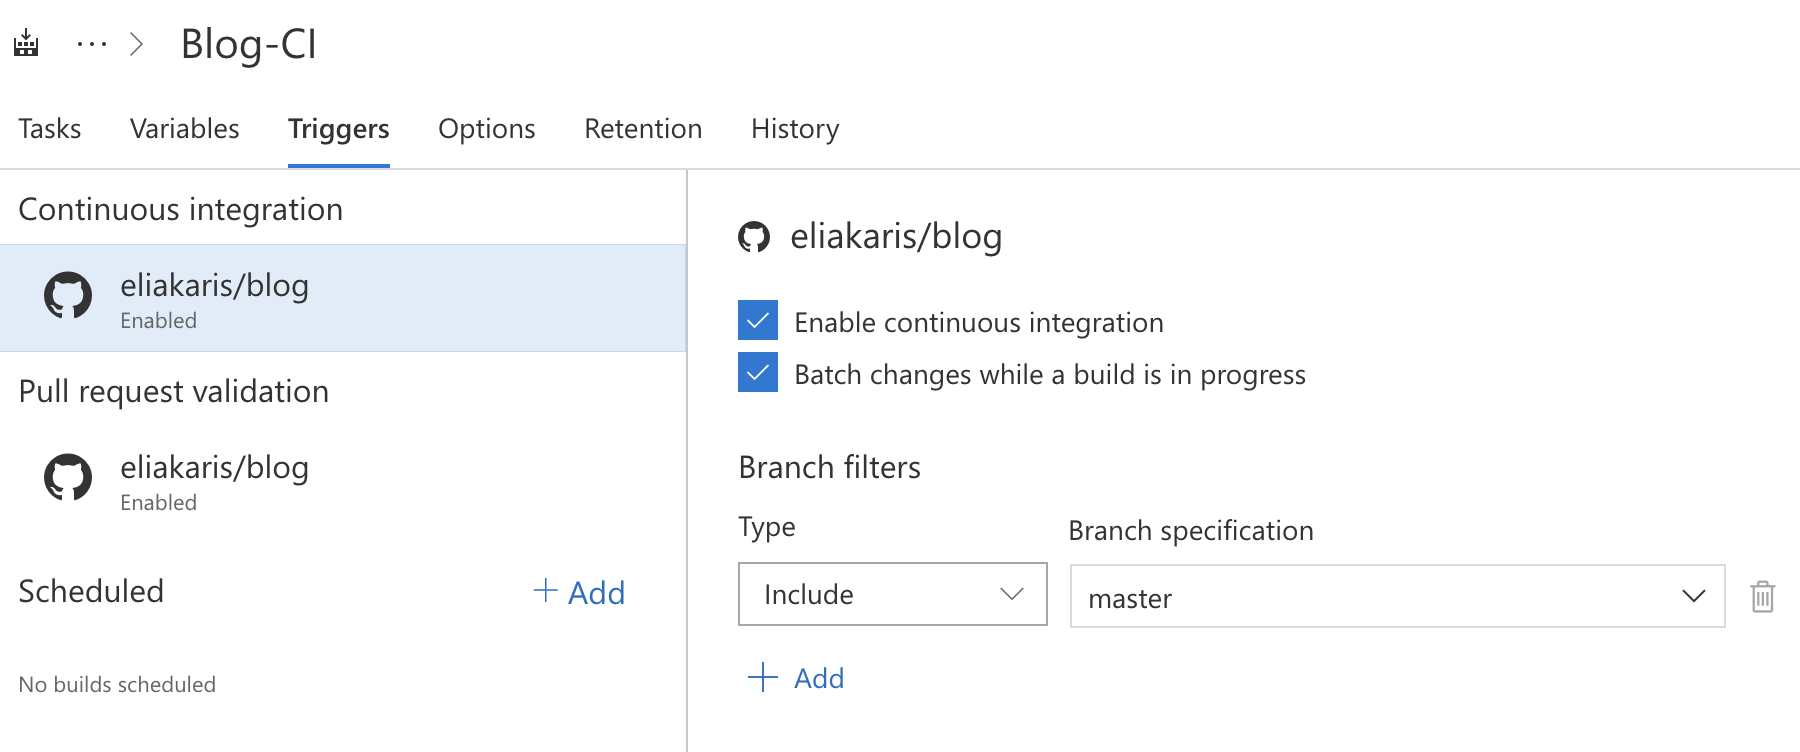 ... > Blog-CI
Tasks Variables Triggers Options Retention History
Continuous integration
eliakaris/blog
Enabled
Pull request validation
eliakaris/blog
Enabled
Scheduled + Add
No builds scheduled
eliakaris/blog
Enable continuous integration
Batch changes while a build is in progress
Branch filters
Type Branch specification
Include master
+ Add